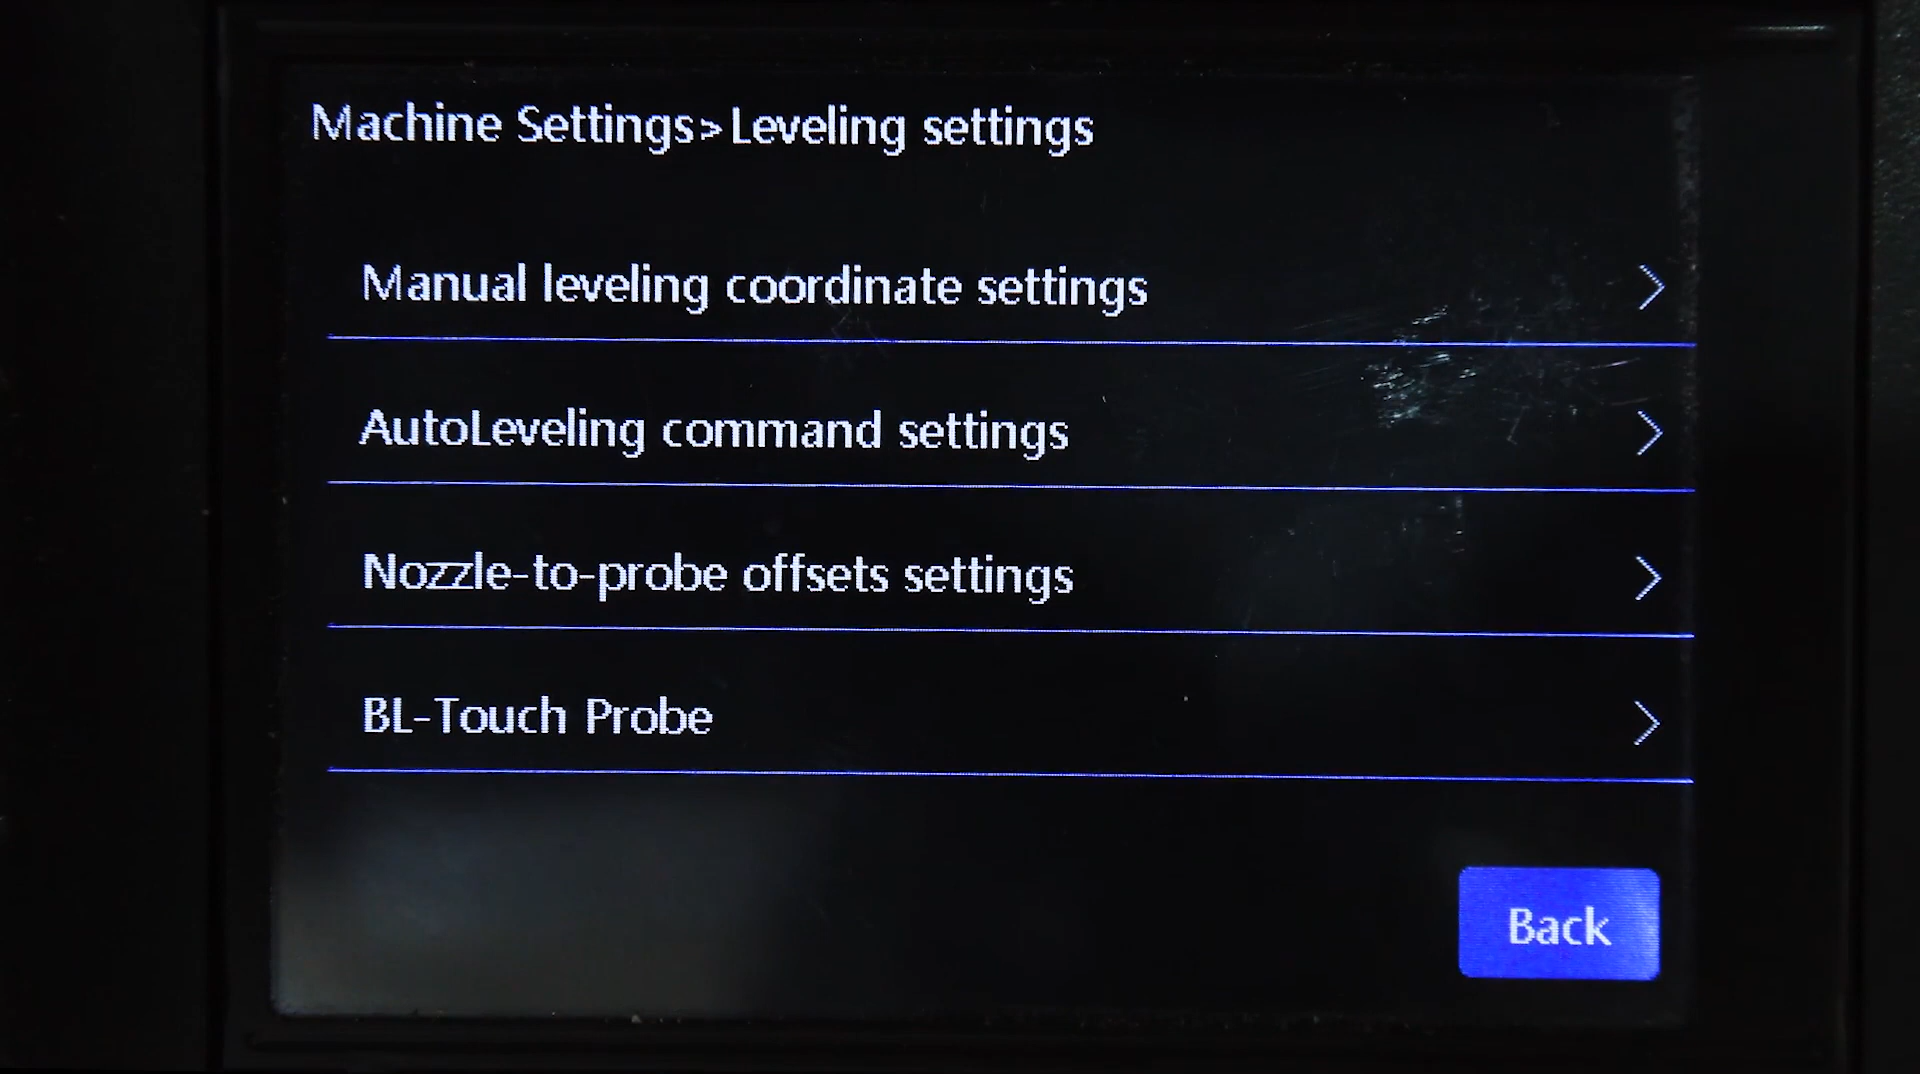 Machine Settings>Leveling settings
Manual leveling coordinate settings
AutoLeveling command settings
Nozzle-to-probe offsets settings
BL-Touch Probe
Back